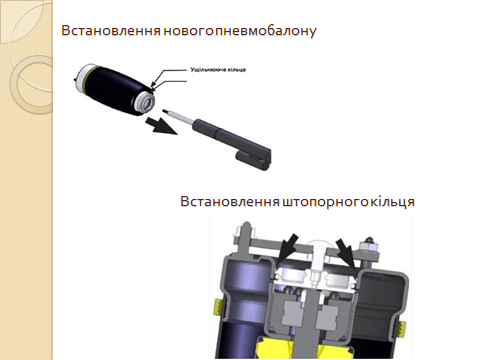 Встановлення нового пневмобалону
Ущільнююче кільце
Встановлення штопорного кільця